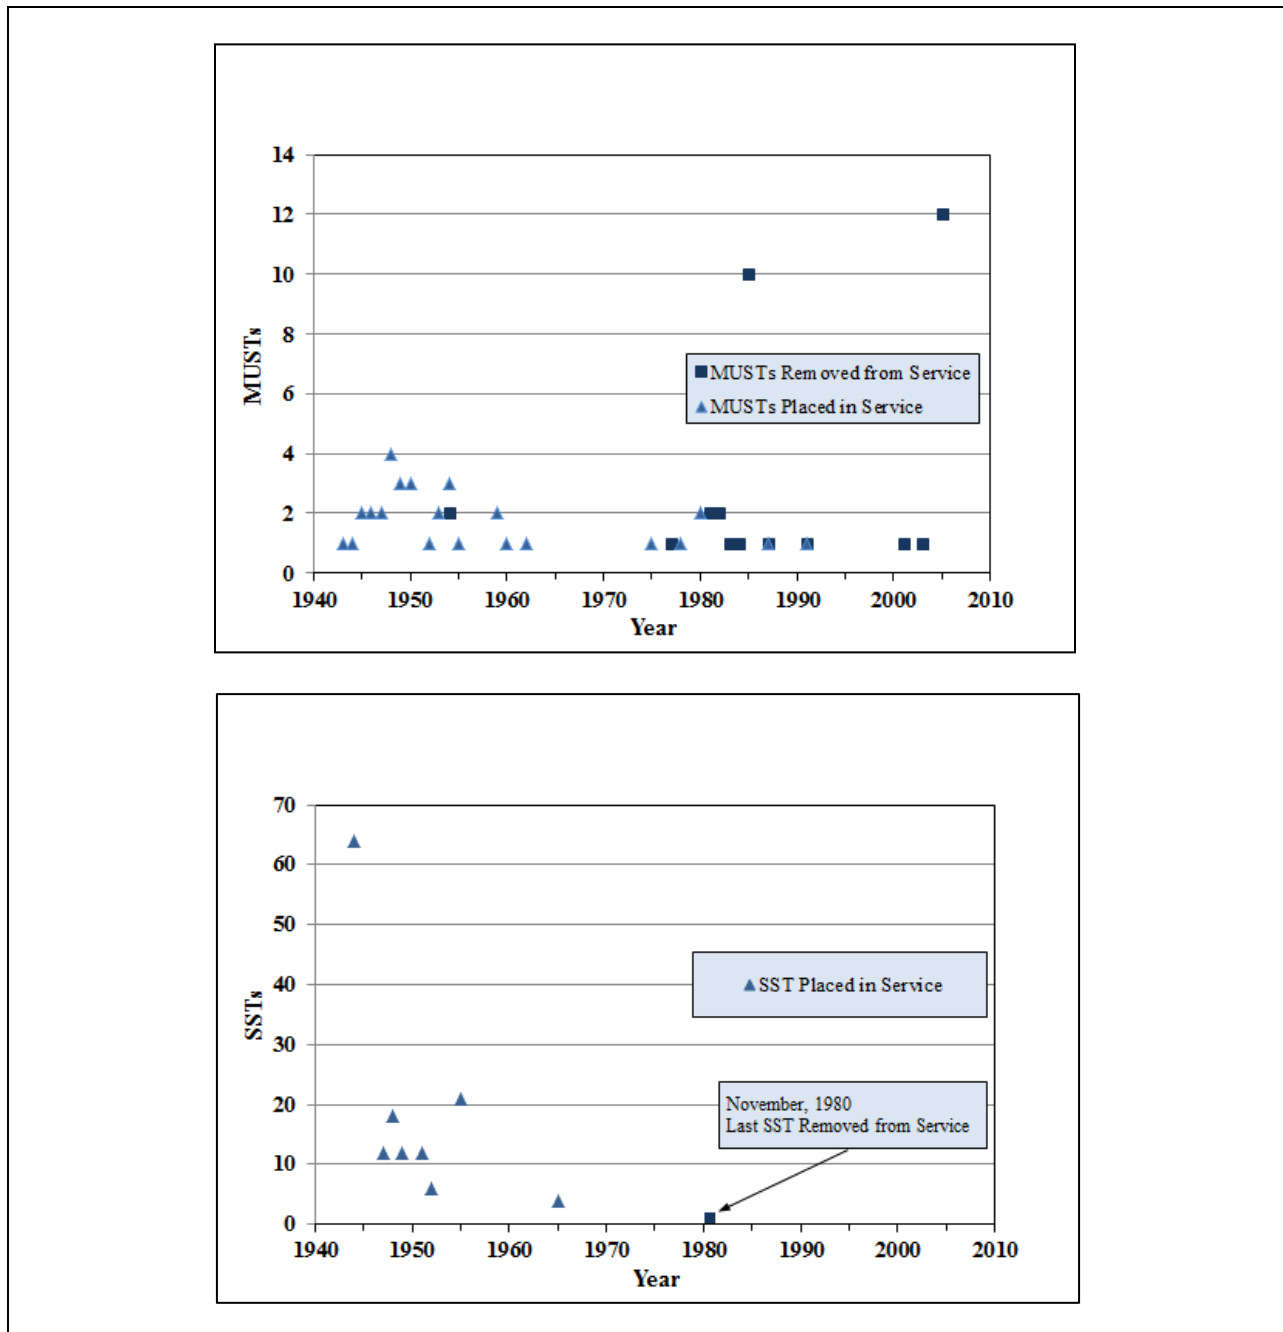 14
12
10
8
6
4
2
0
MUSTs
MUSTs Removed from Service
MUSTs Placed in Service
1940 1950 1960 1970 1980 1990 2000 2010
Year
70
60
50
40
30
20
10
0
SSTs
SST Placed in Service
November, 1980
Last SST Removed from Service
1940 1950 1960 1970 1980 1990 2000 2010
Year